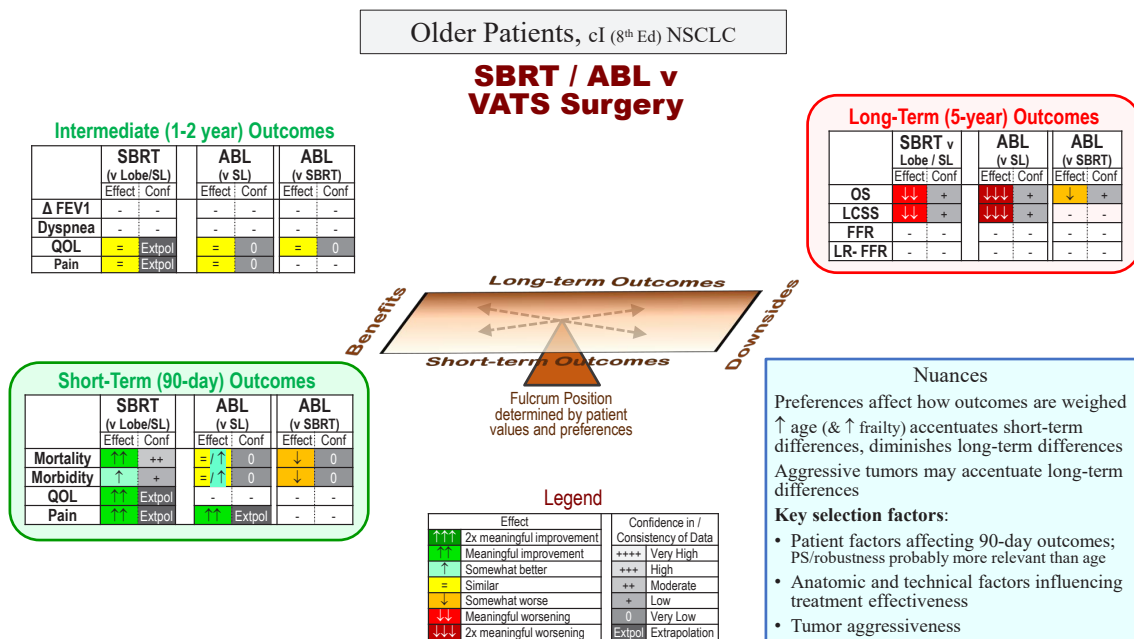 Older Patients, cI (8th Ed) NSCLC
SBRT / ABL v
VATS Surgery
Intermediate (1-2 year) Outcomes
SBRT ABL ABL
(v Lobe/SL) (v SL) (v SBRT)
Effect Conf Effect Conf Effect Conf
Δ FEV1 - - - - - -
Dyspnea - - - - - -
QOL = Extpol = 0 = 0
Pain = Extpol = 0 - -
Long-Term (5-year) Outcomes
SBRT v ABL ABL
Lobe / SL (v SL) (v SBRT)
Effect Conf Effect Conf Effect Conf
OS ↓↓ + ↓↓↓ + ↓ +
LCSS ↓↓ + ↓↓↓ + - -
FFR - - - - - -
LR- FFR - - - - - -
Benefits
Long-term Outcomes
Short-term Outcomes
Downsides
Fulcrum Position
determined by patient
values and preferences
Short-Term (90-day) Outcomes
SBRT ABL ABL
(v Lobe/SL) (v SL) (v SBRT)
Effect Conf Effect Conf Effect Conf
Mortality ↑↑ ++ = / ↑ 0 ↓ 0
Morbidity ↑ + = / ↑ 0 ↓ 0
QOL ↑↑ Extpol - - - -
Pain ↑↑ Extpol ↑↑ Extpol - -
Legend
Effect Confidence in /
Consistency of Data
↑↑↑ 2x meaningful improvement
↑↑ Meaningful improvement ++++ Very High
↑ Somewhat better +++ High
= Similar ++ Moderate
↓ Somewhat worse + Low
↓↓ Meaningful worsening 0 Very Low
↓↓↓ 2x meaningful worsening Extpol Extrapolation
Nuances
Preferences affect how outcomes are weighed
↑ age (& ↑ frailty) accentuates short-term
differences, diminishes long-term differences
Aggressive tumors may accentuate long-term
differences
Key selection factors:
• Patient factors affecting 90-day outcomes;
PS/robustness probably more relevant than age
• Anatomic and technical factors influencing
treatment effectiveness
• Tumor aggressiveness